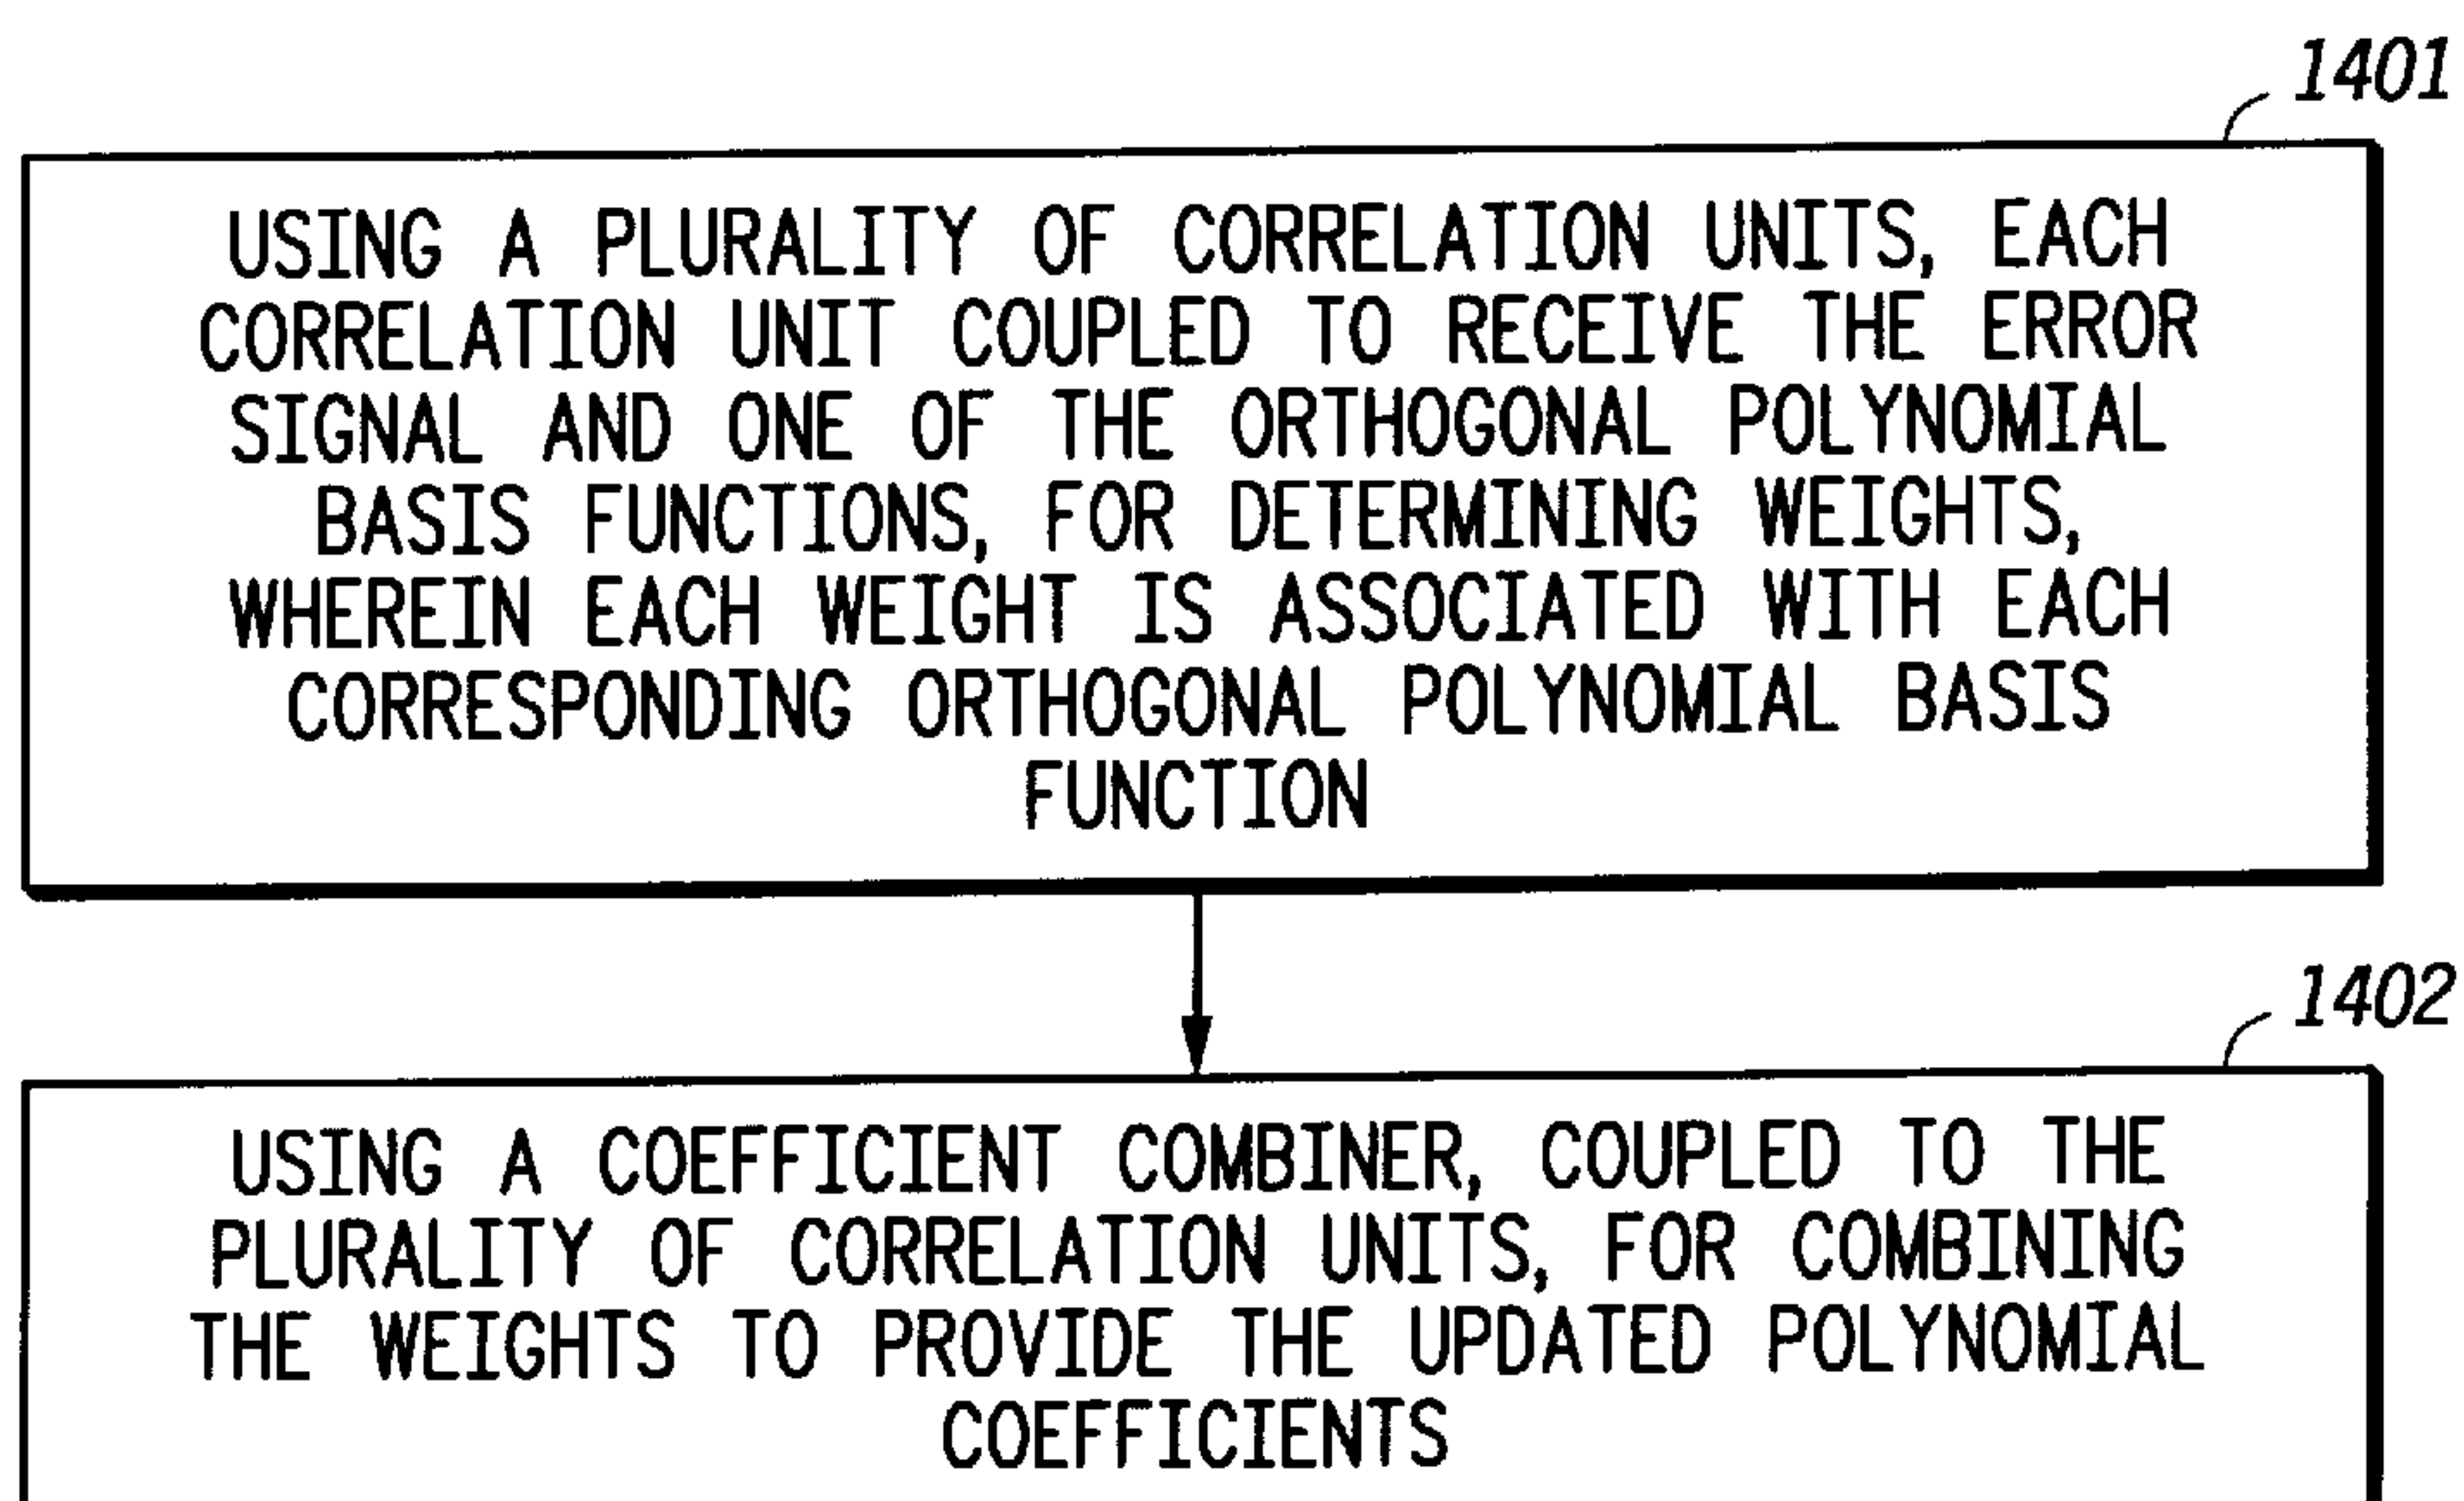 1401
USING A PLURALITY OF CORRELATION UNITS, EACH
CORRELATION UNIT COUPLED TO RECEIVE THE ERROR
SIGNAL AND ONE OF THE ORTHOGONAL POLYNOMIAL
BASIS FUNCTIONS, FOR DETERMINING WEIGHTS,
WHEREIN EACH WEIGHT IS ASSOCIATED WITH EACH
CORRESPONDING ORTHOGONAL POLYNOMIAL BASIS
FUNCTION
1402
USING A COEFFICIENT COMBINER, COUPLED TO THE
PLURALITY OF CORRELATION UNITS, FOR COMBINING
THE WEIGHTS TO PROVIDE THE UPDATED POLYNOMIAL
COEFFICIENTS